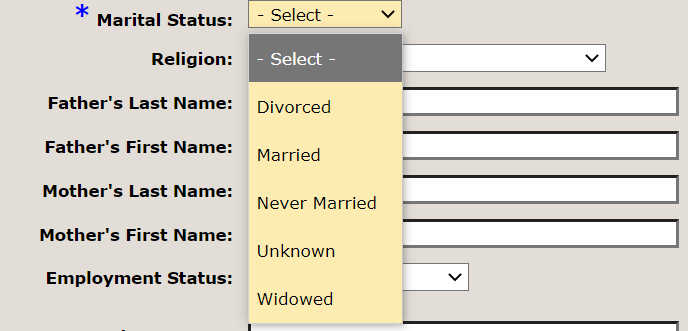 * Marital Status: - Select -
Religion: - Select -
Father's Last Name: Divorced
Father's First Name: Married
Mother's Last Name: Never Married
Mother's First Name: Unknown
Employment Status: Widowed